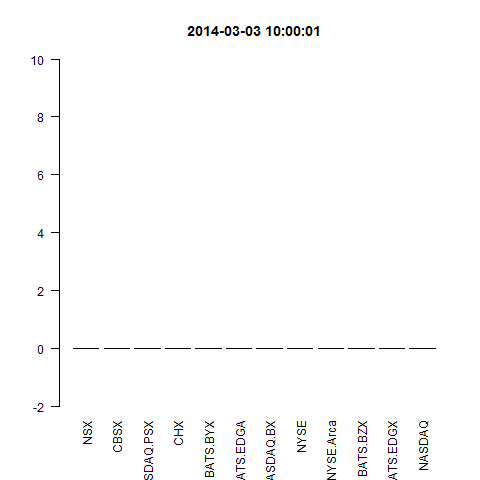 2014-03-03 10:00:01
10
8
6
4
2
0
-2
NSX
CBSX
SDAQ.PSX
CHX
BATS.BYX
ATS.EDGA
ASDAQ.BX
NYSE
NYSE.Arca
BATS.BZX
ATS.EDGX
NASDAQ